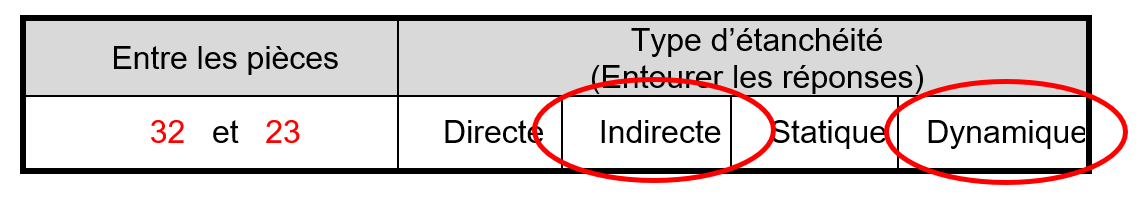 Entre les pièces
Type d’étanchéité
(Entourer les réponses)
32 et 23
Directe
Indirecte
Statique
Dynamique